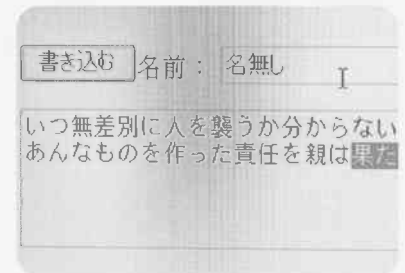 書き込む 名前： 名無し
いつ無差別に人を襲うか分からない
あんなものを作った責任を親は果た